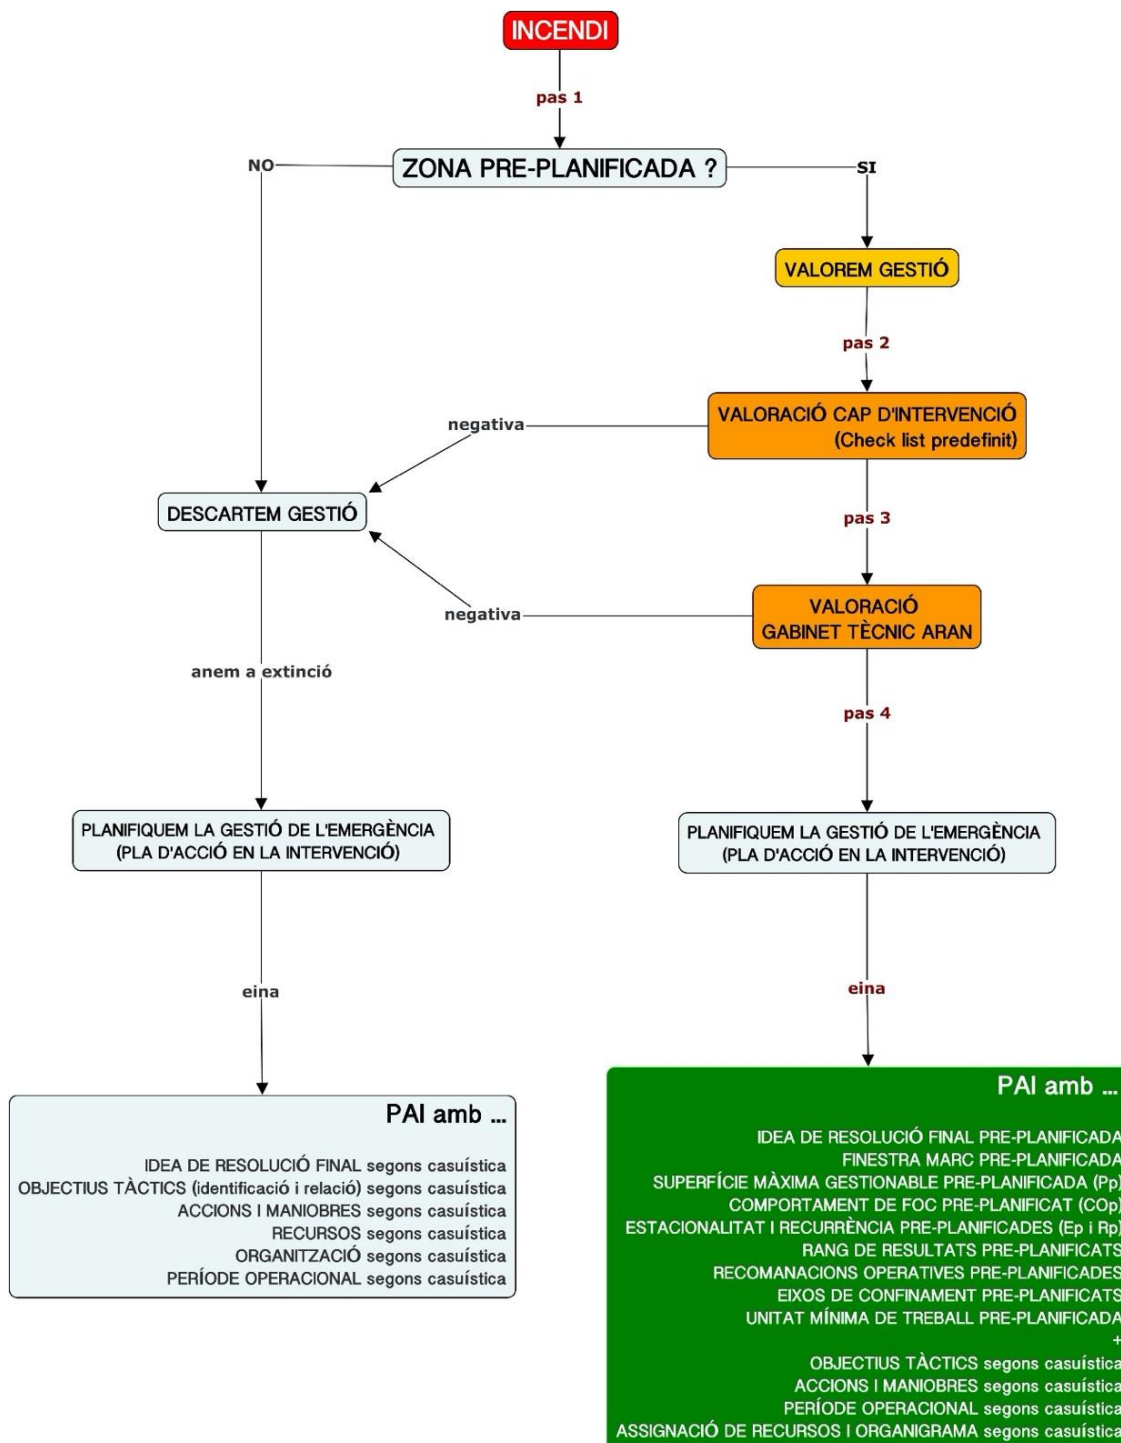 INCENDI
pas 1
ZONA PRE-PLANIFICADA ?
NO
SI
VALOREM GESTIÓ
pas 2
VALORACIÓ CAP D'INTERVENCIÓ
(Check list predefinit)
negativa
DESCARTEM GESTIÓ
pas 3
VALORACIÓ
GABINET TÈCNIC ARAN
negativa
anem a extinció
pas 4
PLANIFIQUEM LA GESTIÓ DE L'EMERGÈNCIA
(PLA D'ACCIÓ EN LA INTERVENCIÓ)
PLANIFIQUEM LA GESTIÓ DE L'EMERGÈNCIA
(PLA D'ACCIÓ EN LA INTERVENCIÓ)
eina
eina
PAI amb ...
IDEA DE RESOLUCIÓ FINAL segons casuística
OBJECTIUS TÀCTICS (identificació i relació) segons casuística
ACCIONS I MANIOBRES segons casuística
RECURSOS segons casuística
ORGANITZACIÓ segons casuística
PERÍODE OPERACIONAL segons casuística
PAI amb ...
IDEA DE RESOLUCIÓ FINAL PRE-PLANIFICADA
FINESTRA MARC PRE-PLANIFICADA
SUPERFÍCIE MÀXIMA GESTIONABLE PRE-PLANIFICADA (Pp)
COMPORTAMENT DE FOC PRE-PLANIFICAT (COp)
ESTACIONALITAT I RECURRÈNCIA PRE-PLANIFICADES (Ep i Rp)
RANG DE RESULTATS PRE-PLANIFICATS
RECOMANACIONS OPERATIVES PRE-PLANIFICADES
EIXOS DE CONFINAMENT PRE-PLANIFICATS
UNITAT MÍNIMA DE TREBALL PRE-PLANIFICADA
+
OBJECTIUS TÀCTICS segons casuística
ACCIONS I MANIOBRES segons casuística
PERÍODE OPERACIONAL segons casuística
ASSIGNACIÓ DE RECURSOS I ORGANIGRAMA segons casuística